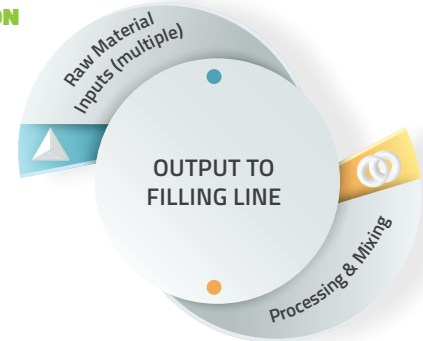 ON
Raw Material
Inputs (multiple)
OUTPUT TO
FILLING LINE
Processing & Mixing